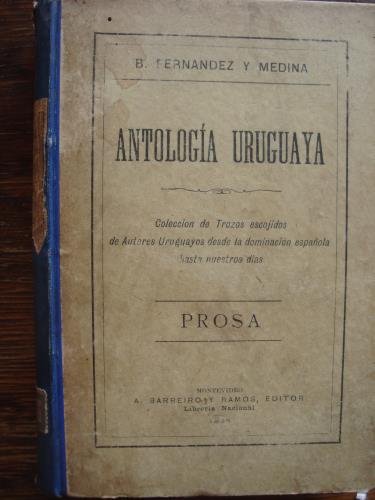 B. FERNANDEZ Y MEDINA
ANTOLOGÍA URUGUAYA
Coleccion de Trozos escojidos
de Autores Uruguayos desde la dominación española
hasta nuestros dias
PROSA
MONTEVIDEO
A. BARREIRO Y RAMOS, EDITOR
Librería Nacional